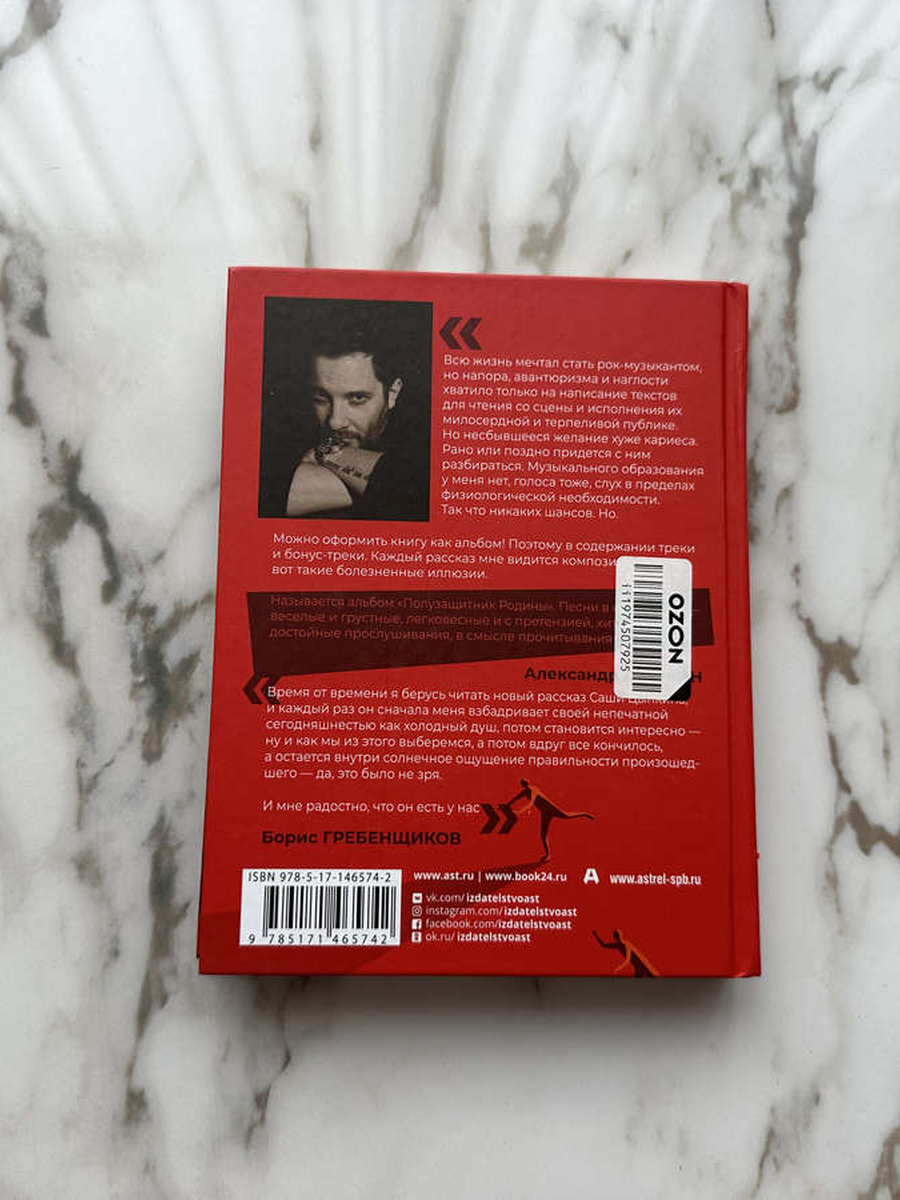 Всю жизнь мечтал стать рок-музыкантом,
но напора, авантюризма и наглости
хватило только на написание текстов
для чтения со сцены и исполнения их
милосердной и терпеливой публике.
Но несбывшееся желание хуже кариеса.
Рано или поздно придется с ним
разбираться. Музыкального образования
у меня нет, голоса тоже, слух в пределах
физиологической необходимости.
Так что никаких шансов. Но.
Можно оформить книгу как альбом! Поэтому в содержании треки
и бонус-треки. Каждый рассказ мне видится
вот такие болезненные иллюзии.
Называется альбом «Полузащитник Родины». Песни в
веселые и грустные, легковесные и с претензией,
достойные прослушивания, в смысле прочитывания
Александр
OZON
Время от времени я берусь читать новый рассказ Саши Цыпкина,
и каждый раз он сначала меня взбадривает своей непечатной
сегодняшностью как холодный душ, потом становится интересно —
ну и как мы из этого выберемся, а потом вдруг все кончилось,
а остается внутри солнечное ощущение правильности произошед-
шего — да, это было не зря.
И мне радостно, что он есть у нас
Борис ГРЕБЕНЩИКОВ
ISBN 978-5-17-146574-2
9 785171 465742
www.ast.ru | www.book24.ru
www.astrel-spb.ru
vk.com/izdatelstvoast
instagram.com/izdatelstvoast
facebook.com/izdatelstvoast
ok.ru/izdatelstvoast